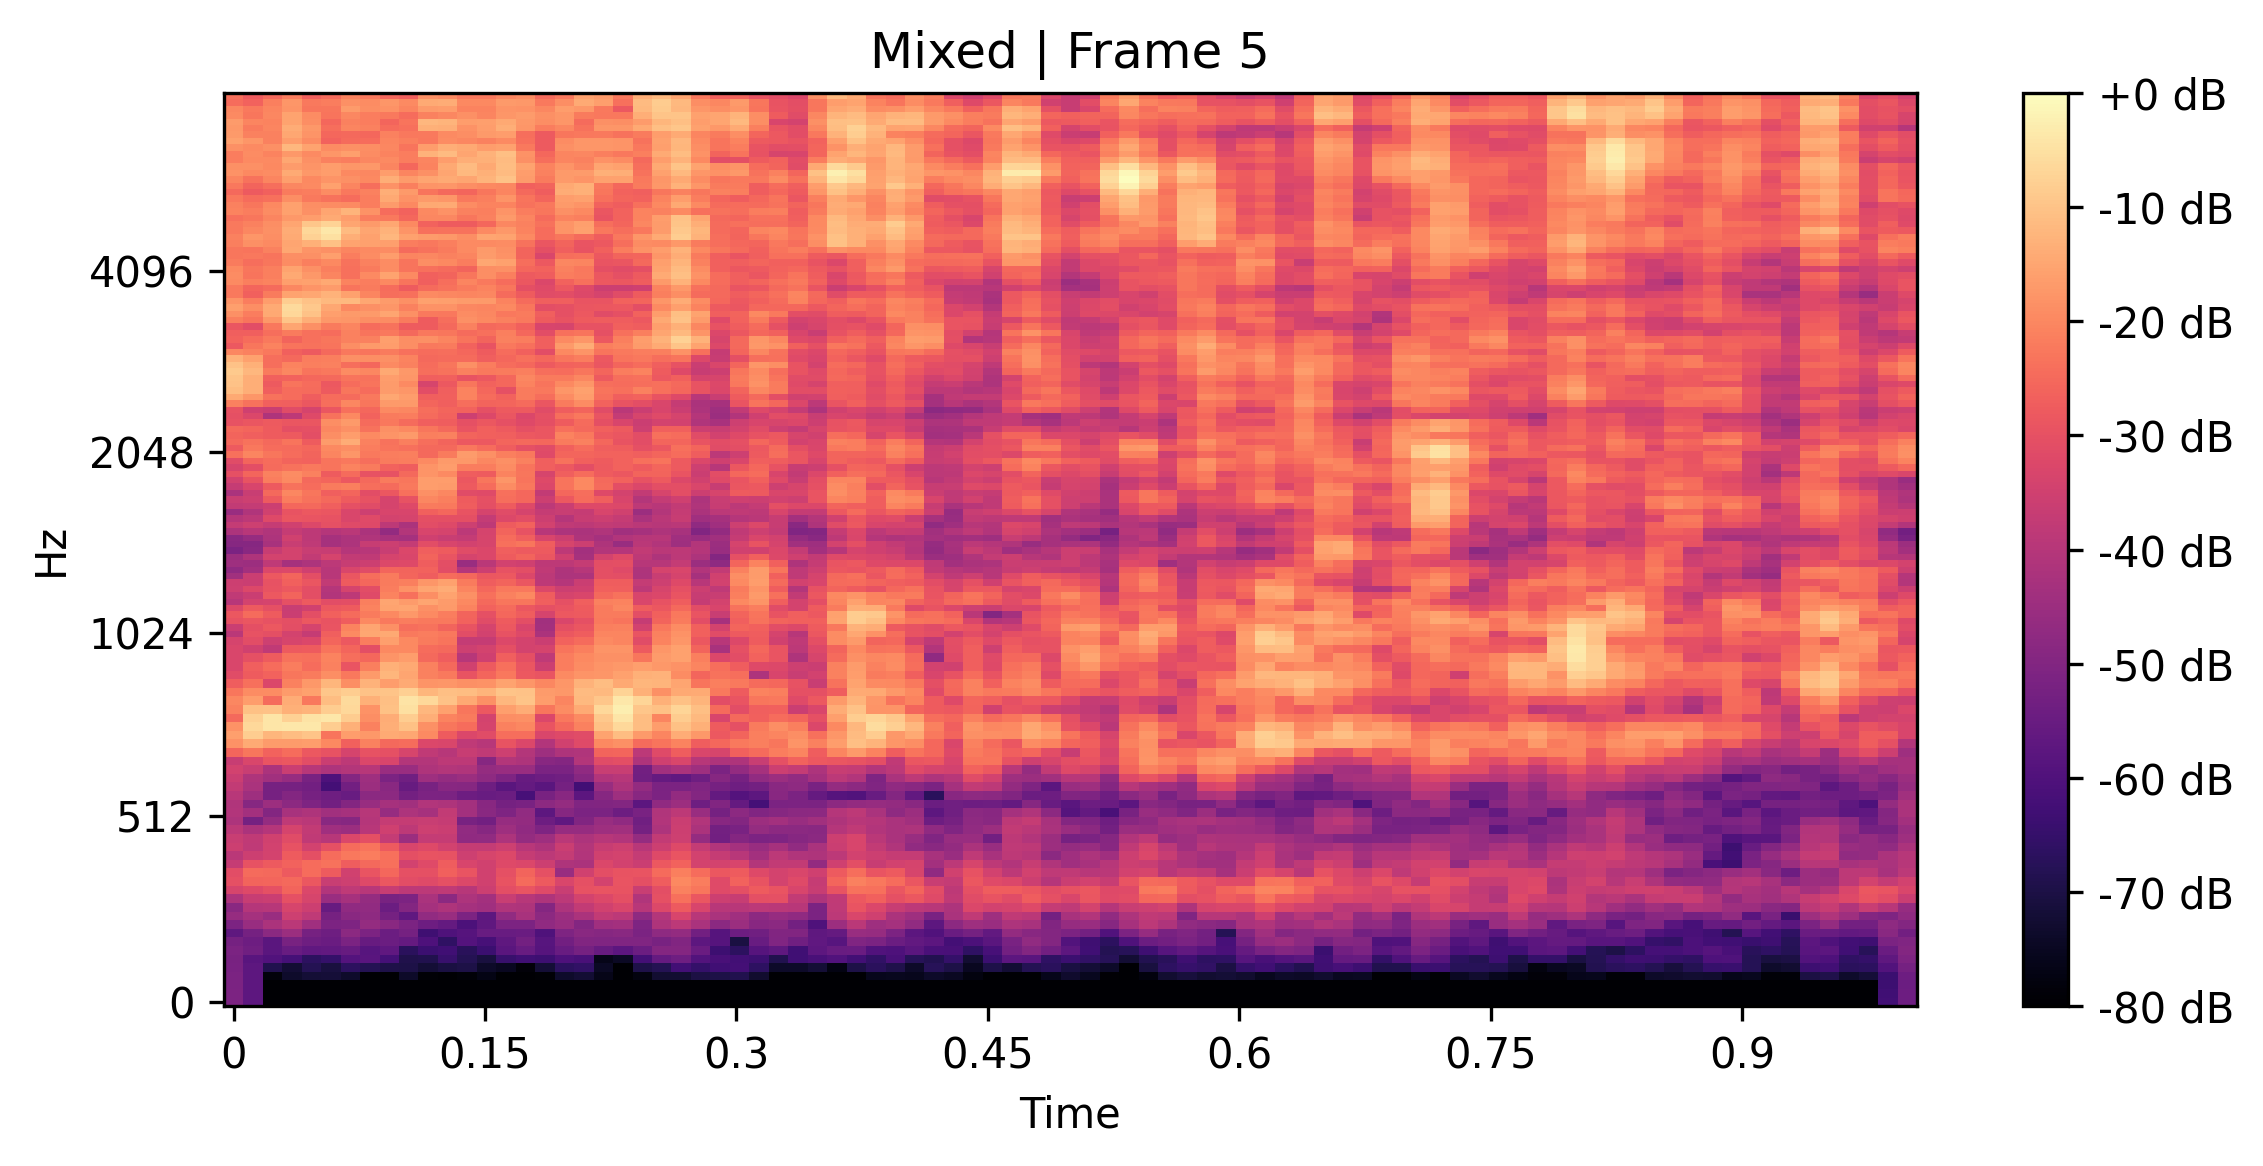 Mixed | Frame 5
+0 dB
-10 dB
-20 dB
-30 dB
-40 dB
-50 dB
-60 dB
-70 dB
-80 dB
4096
2048
1024
512
0
Hz
0 0.15 0.3 0.45 0.6 0.75 0.9
Time